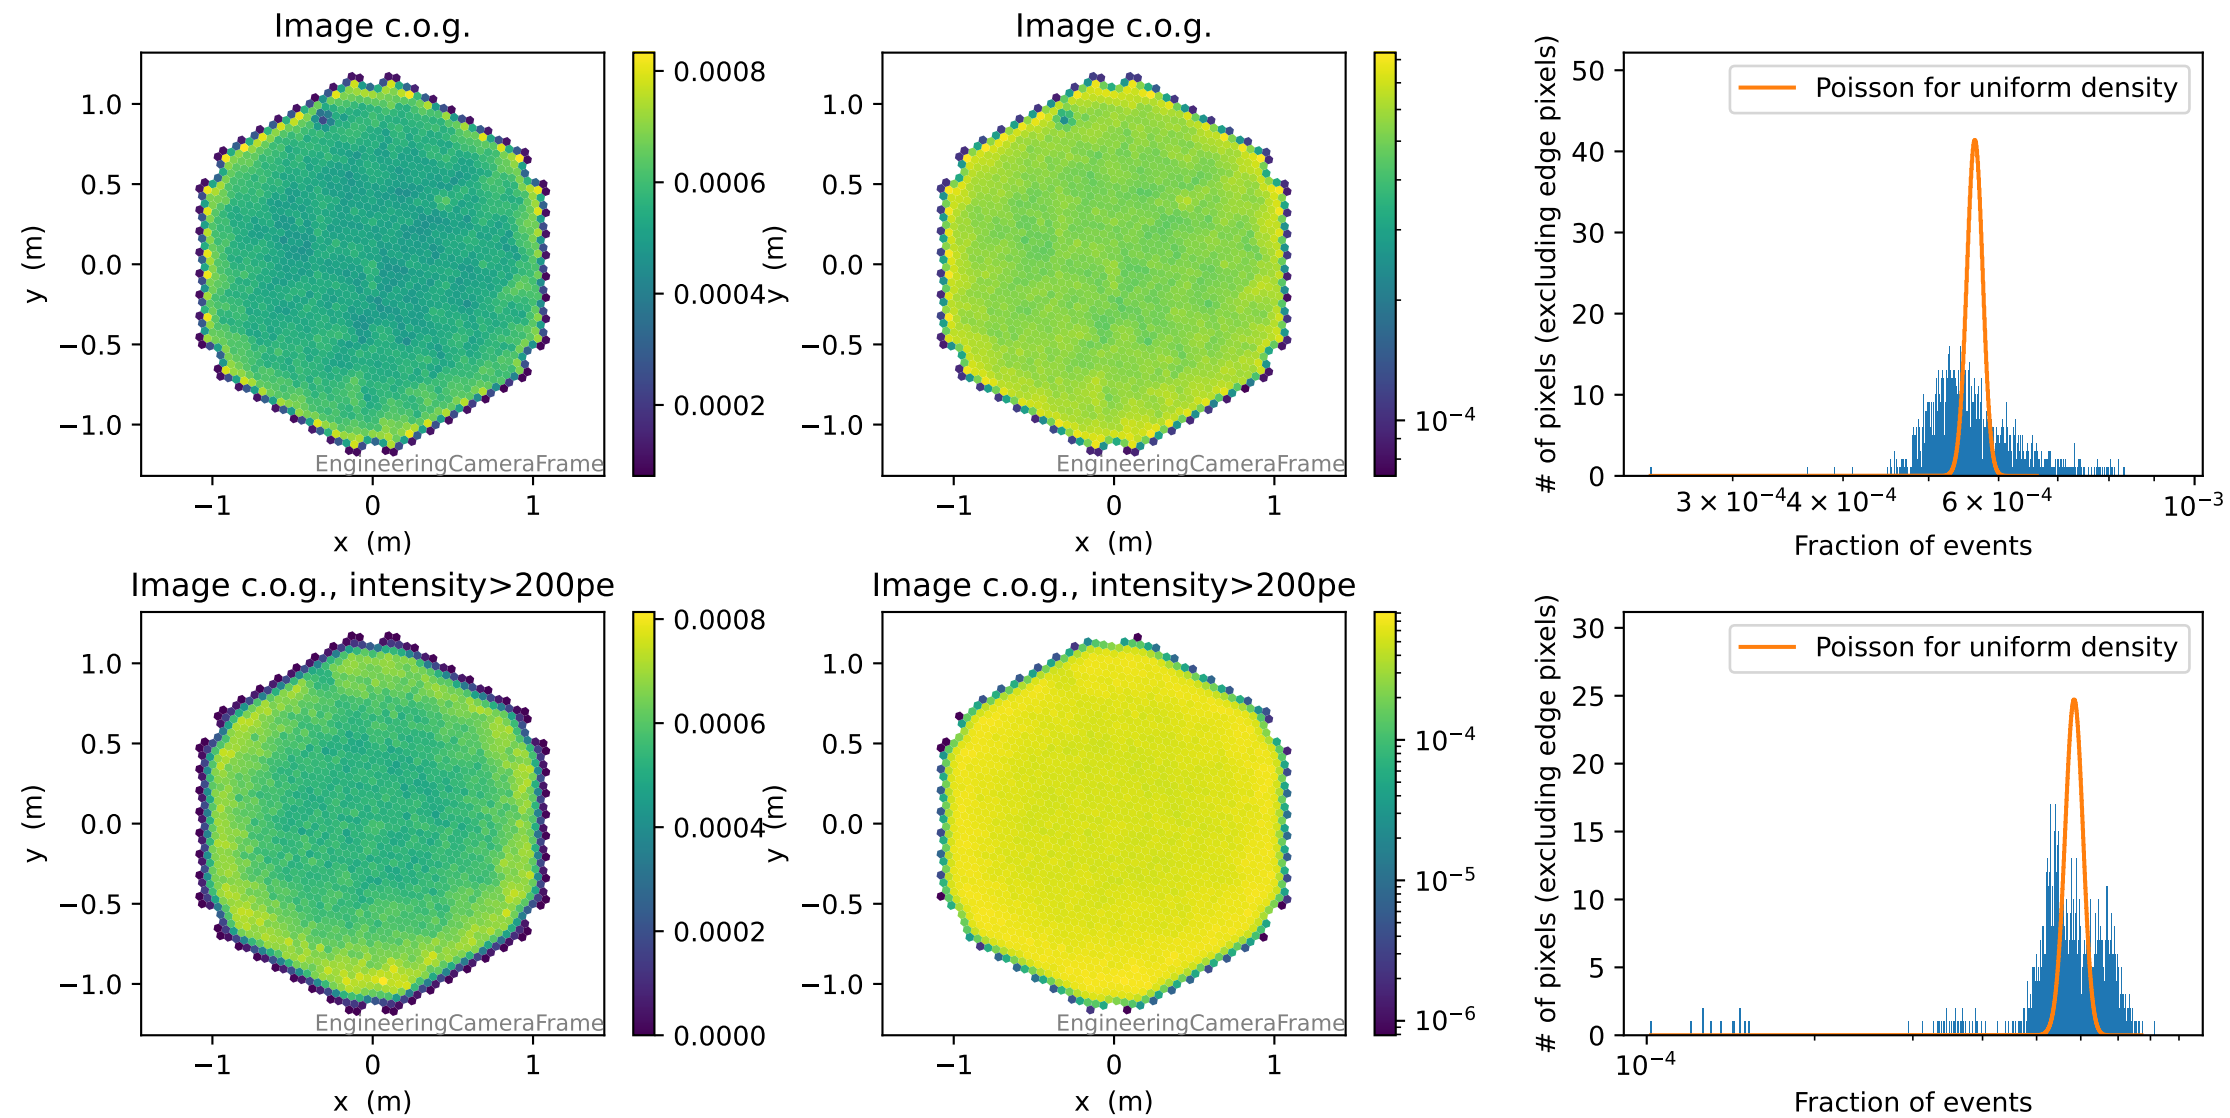 Image c.o.g.
1.0
0.5
0.0
−0.5
−1.0
y (m)
EngineeringCameraFrame
−1 0 1
x (m)
0.0008
0.0006
0.0004
0.0002
Image c.o.g.
1.0
0.5
0.0
−0.5
−1.0
y (m)
EngineeringCameraFrame
−1 0 1
x (m)
10⁻⁴
# of pixels (excluding edge pixels)
50
40
30
20
10
0
Poisson for uniform density
3 × 10⁻⁴ 4 × 10⁻⁴ 6 × 10⁻⁴ 10⁻³
Fraction of events
Image c.o.g., intensity>200pe
1.0
0.5
0.0
−0.5
−1.0
y (m)
EngineeringCameraFrame
−1 0 1
x (m)
0.0008
0.0006
0.0004
0.0002
0.0000
Image c.o.g., intensity>200pe
1.0
0.5
0.0
−0.5
−1.0
y (m)
EngineeringCameraFrame
−1 0 1
x (m)
10⁻⁴
10⁻⁵
10⁻⁶
# of pixels (excluding edge pixels)
30
25
20
15
10
5
0
Poisson for uniform density
10⁻⁴
Fraction of events